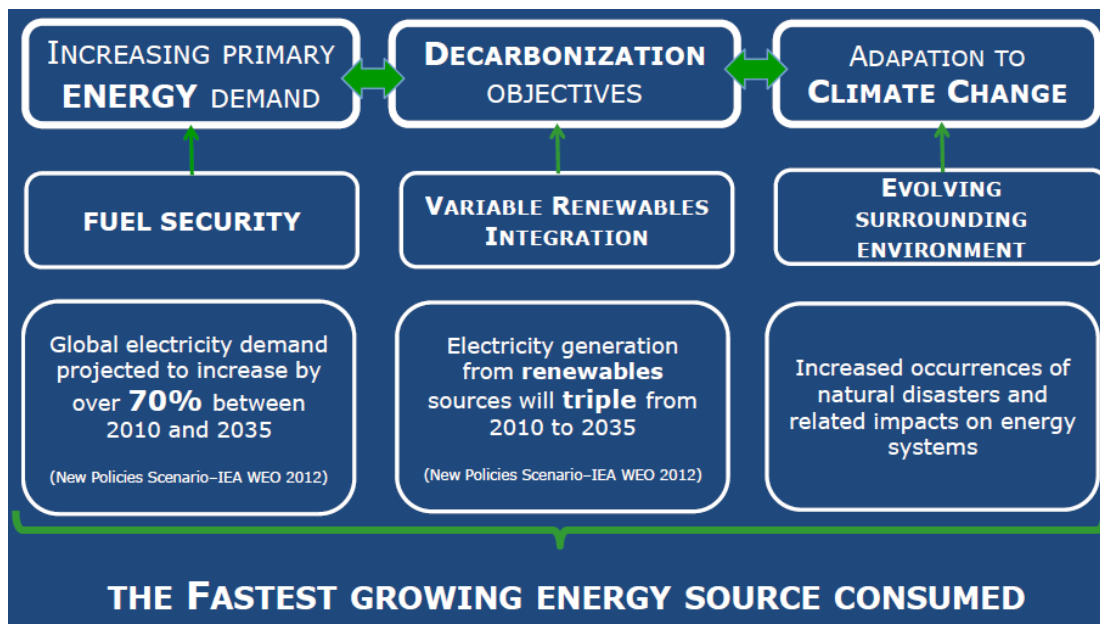 INCREASING PRIMARY
ENERGY DEMAND
DECARBONIZATION
OBJECTIVES
ADAPATION TO
CLIMATE CHANGE
FUEL SECURITY
VARIABLE RENEWABLES
INTEGRATION
EVOLVING
SURROUNDING
ENVIRONMENT
Global electricity demand
projected to increase by
over 70% between
2010 and 2035
(New Policies Scenario–IEA WEO 2012)
Electricity generation
from renewables
sources will triple from
2010 to 2035
(New Policies Scenario–IEA WEO 2012)
Increased occurrences of
natural disasters and
related impacts on energy
systems
THE FASTEST GROWING ENERGY SOURCE CONSUMED